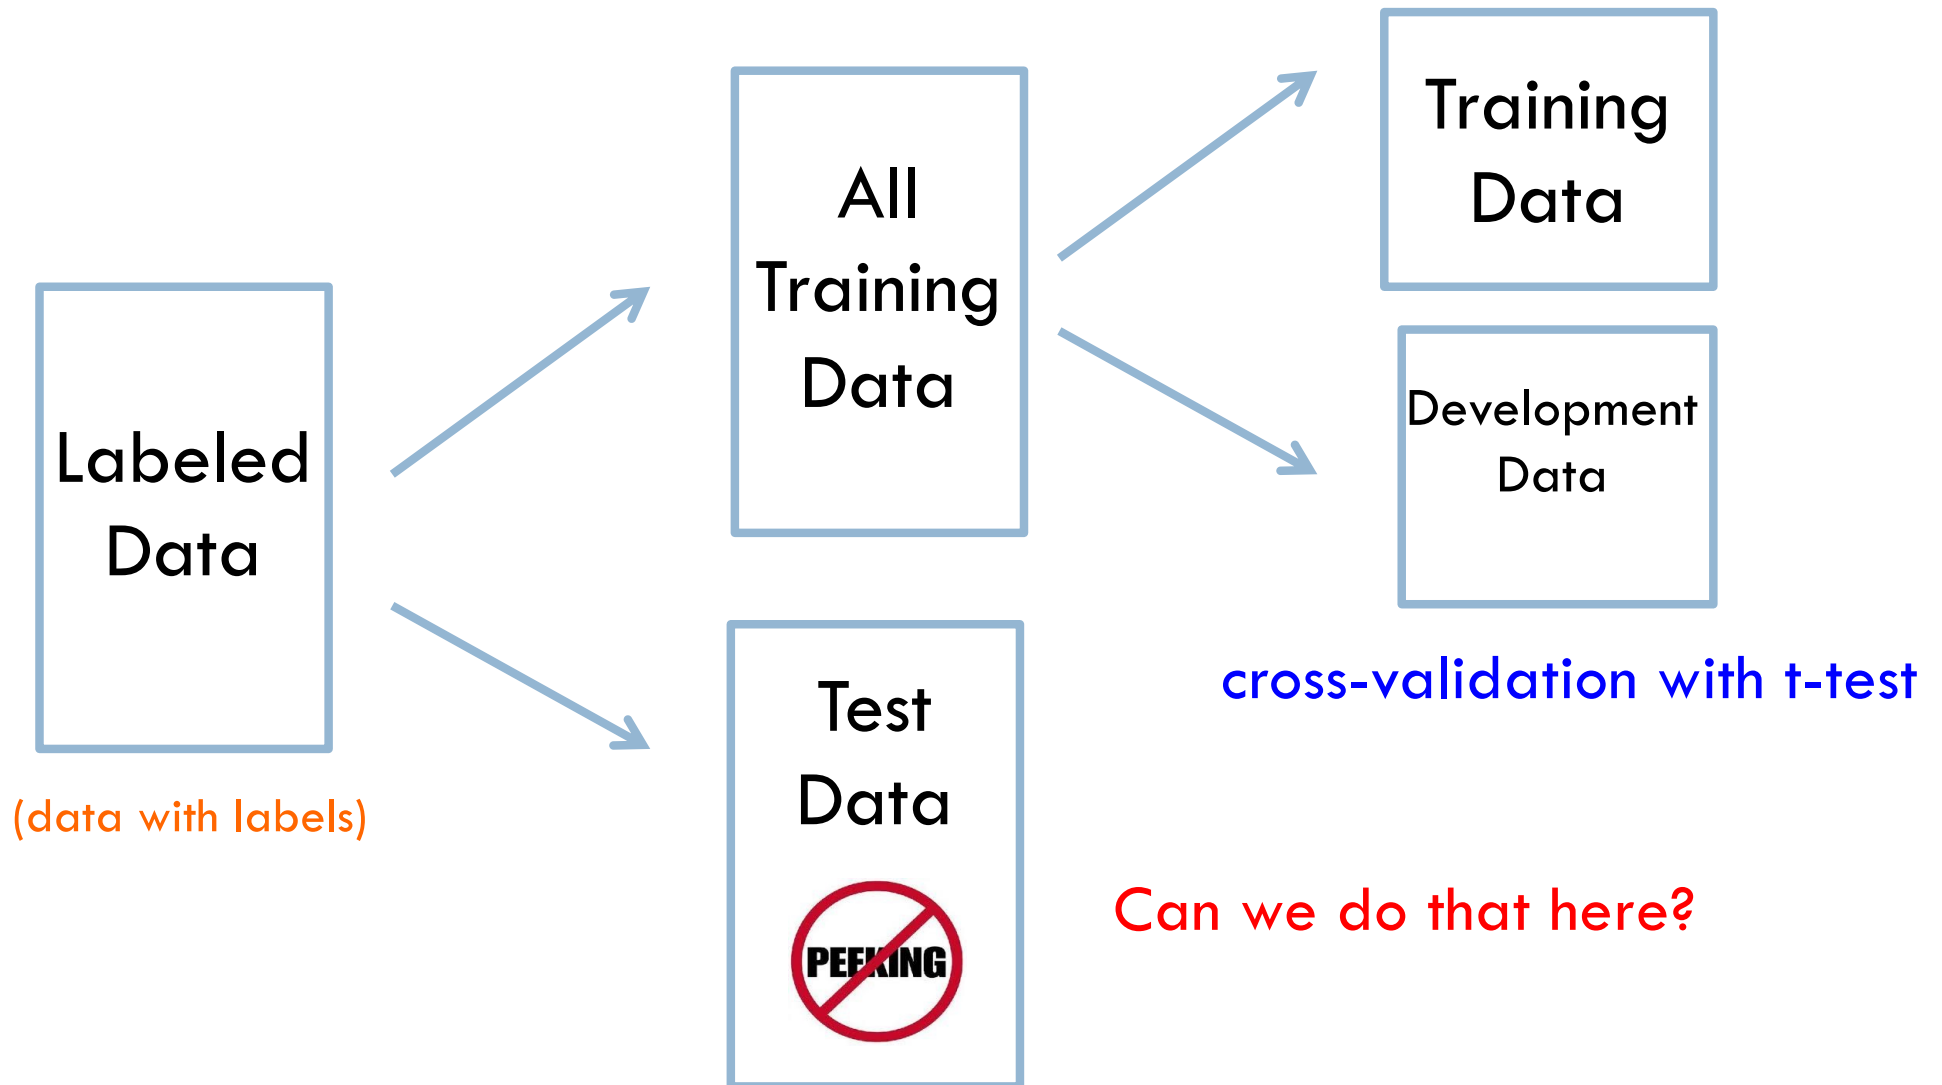 Labeled
Data
(data with labels)
All
Training
Data
Test
Data
PEEKING
Training
Data
Development
Data
cross-validation with t-test
Can we do that here?